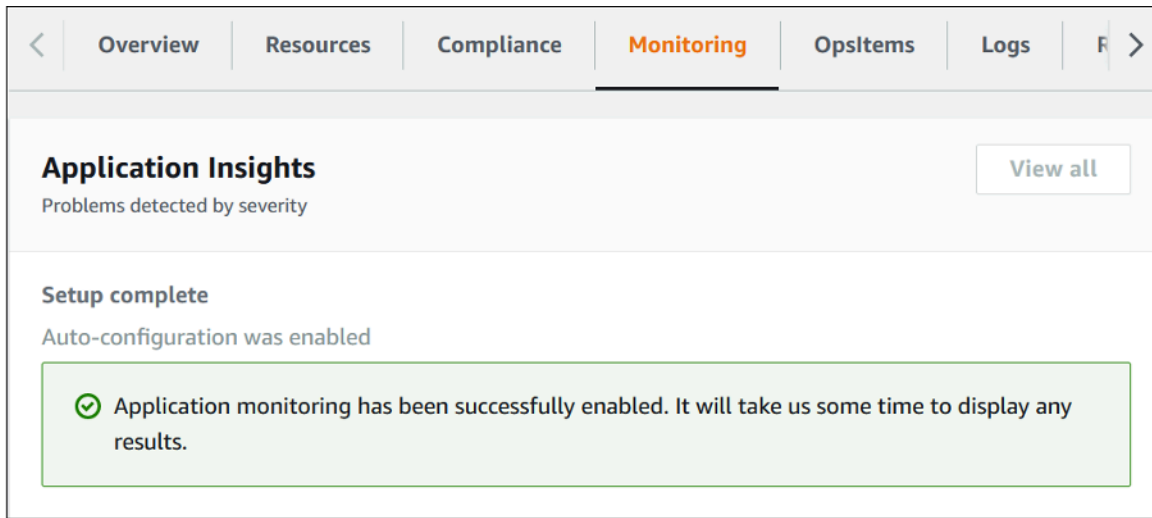 Overview Resources Compliance Monitoring OpsItems Logs
Application Insights View all
Problems detected by severity
Setup complete
Auto-configuration was enabled
Application monitoring has been successfully enabled. It will take us some time to display any
results.